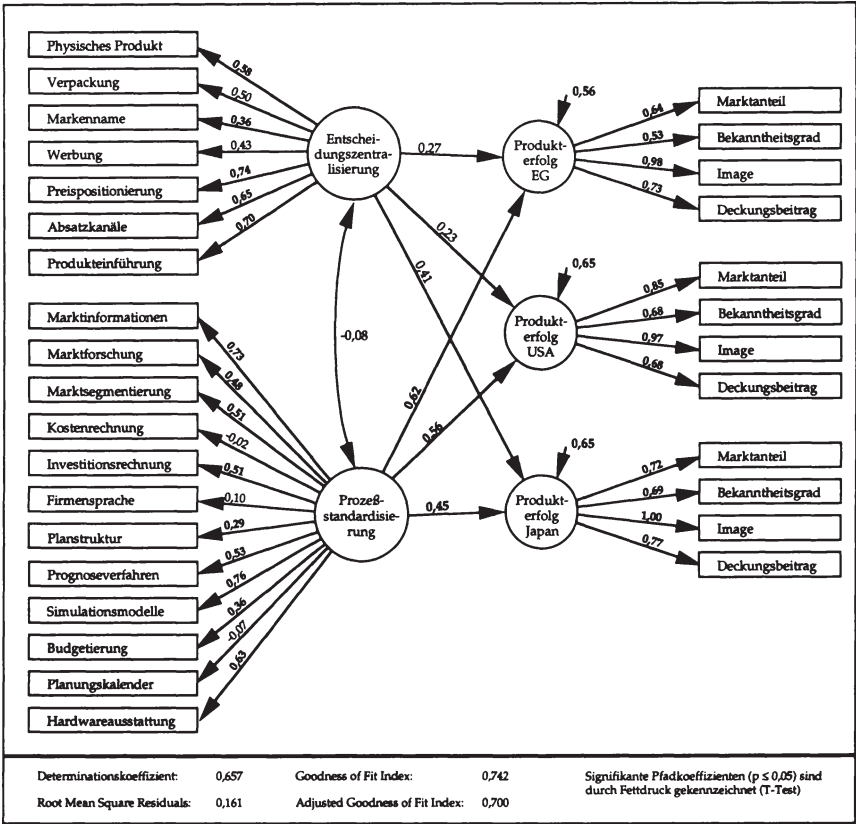 Physisches Produkt
Verpackung
Markenname
Werbung
Preispositionierung
Absatzkanäle
Produkteinführung
0,58
0,50
0,36
0,43
0,74
0,65
0,70
Entschei-
dungszentra-
lisierung
0,27
0,23
0,41
-0,08
Marktinformationen
Marktforschung
Marktsegmentierung
Kostenrechnung
Investitionsrechnung
Firmensprache
Planstruktur
Prognoseverfahren
Simulationsmodelle
Budgetierung
Planungskalender
Hardwareausstattung
0,73
0,48
0,51
-0,02
0,51
0,10
0,29
0,53
0,76
0,36
-0,07
0,63
Prozeß-
standardisie-
rung
0,62
0,56
0,45
0,56
Produkt-
erfolg
EG
0,64
0,53
0,98
0,73
Marktanteil
Bekanntheitsgrad
Image
Deckungsbeitrag
0,65
Produkt-
erfolg
USA
0,85
0,68
0,97
0,68
Marktanteil
Bekanntheitsgrad
Image
Deckungsbeitrag
0,65
Produkt-
erfolg
Japan
0,72
0,69
1,00
0,77
Marktanteil
Bekanntheitsgrad
Image
Deckungsbeitrag
Determinationskoeffizient: 0,657
Root Mean Square Residuals: 0,161
Goodness of Fit Index: 0,742
Adjusted Goodness of Fit Index: 0,700
Signifikante Pfadkoeffizienten (p ≤ 0,05) sind
durch Fettdruck gekennzeichnet (T-Test)